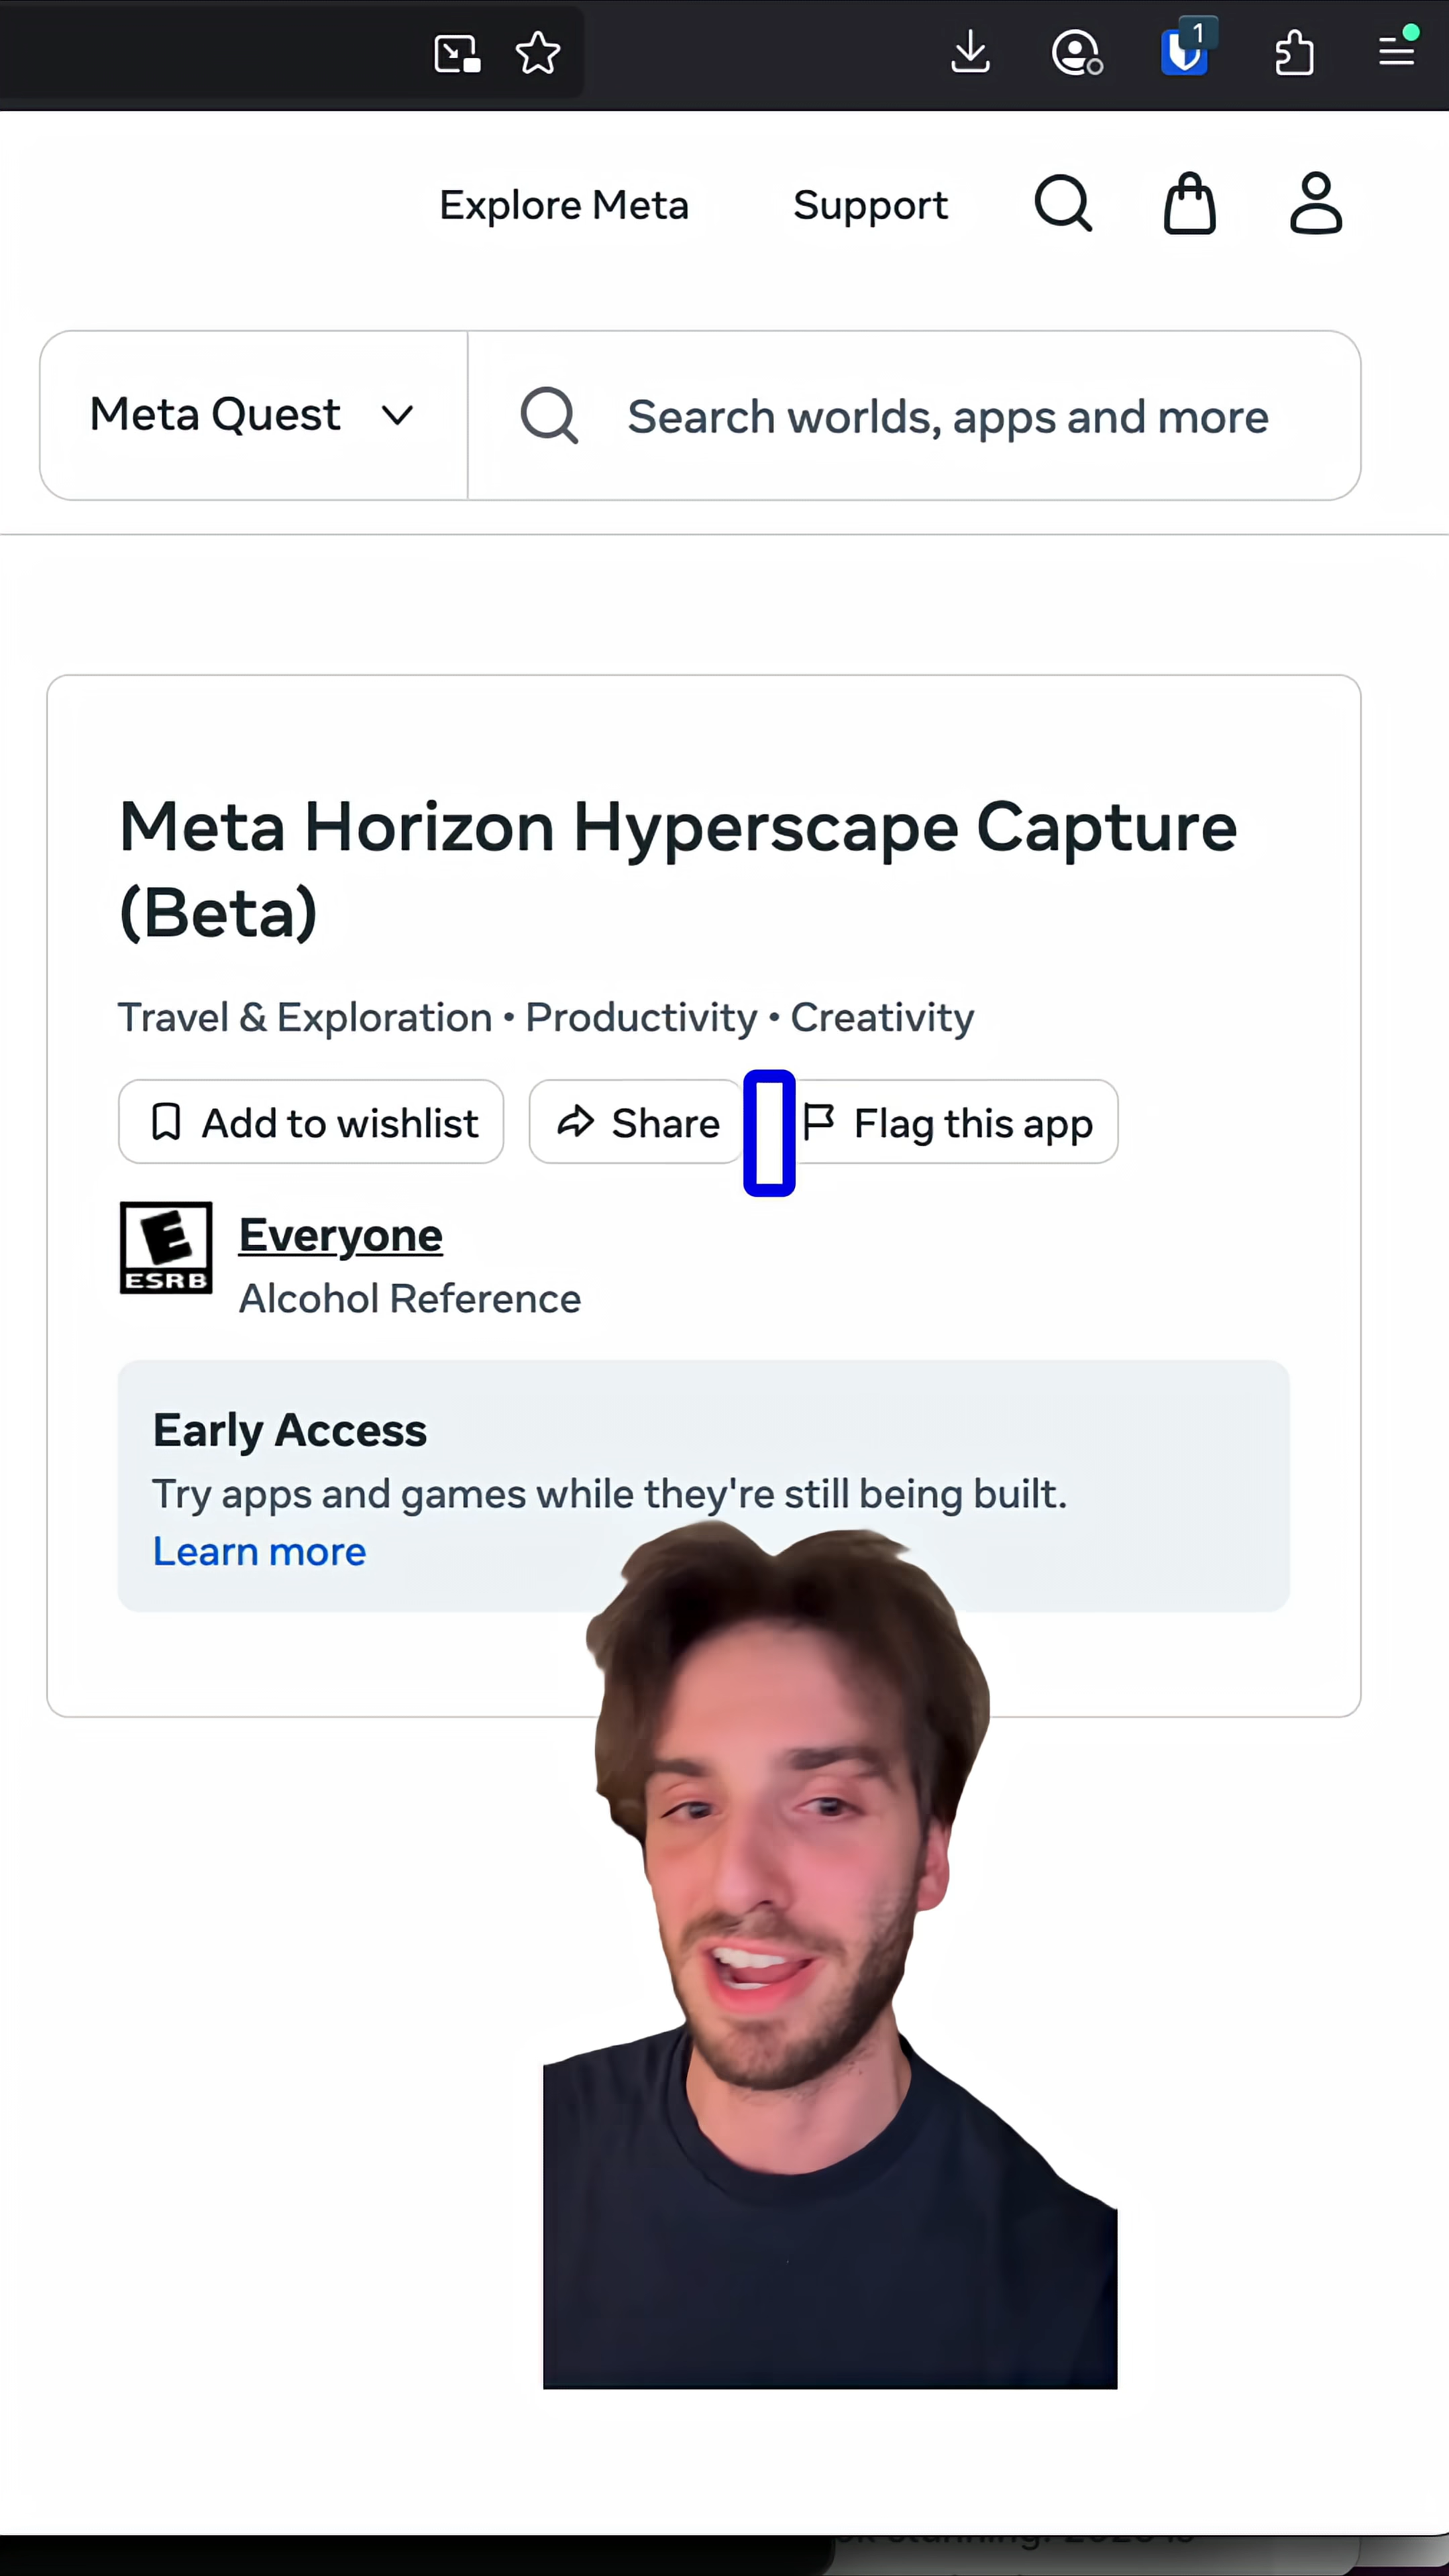 1
Explore Meta Support
Meta Quest Search worlds, apps and more
Meta Horizon Hyperscape Capture
(Beta)
Travel & Exploration • Productivity • Creativity
Add to wishlist Share Flag this app
E
ESRB
Everyone
Alcohol Reference
Early Access
Try apps and games while they're still being built.
Learn more